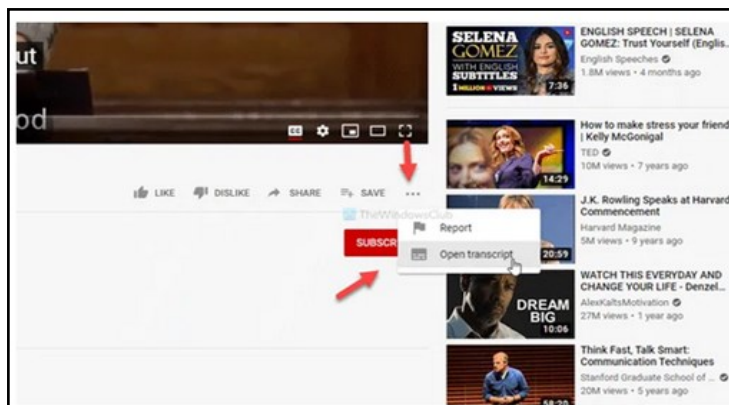 ut
od
LIKE
DISLIKE
SHARE
SAVE
TheWindowsClub
Report
SUBSCR
Open transcript
SELENA
GOMEZ
WITH ENGLISH
SUBTITLES
1 MILLION VIEWS
7:36
ENGLISH SPEECH | SELENA
GOMEZ: Trust Yourself (Englis...
English Speeches
1.8M views • 4 months ago
14:29
How to make stress your friend
| Kelly McGonigal
TED
10M views • 7 years ago
20:59
J.K. Rowling Speaks at Harvard
Commencement
Harvard Magazine
5M views • 9 years ago
DREAM
BIG
10:06
WATCH THIS EVERYDAY AND
CHANGE YOUR LIFE - Denzel...
AlexKaltsMotivation
27M views • 1 year ago
58:20
Think Fast, Talk Smart:
Communication Techniques
Stanford Graduate School of ...
20M views • 5 years ago